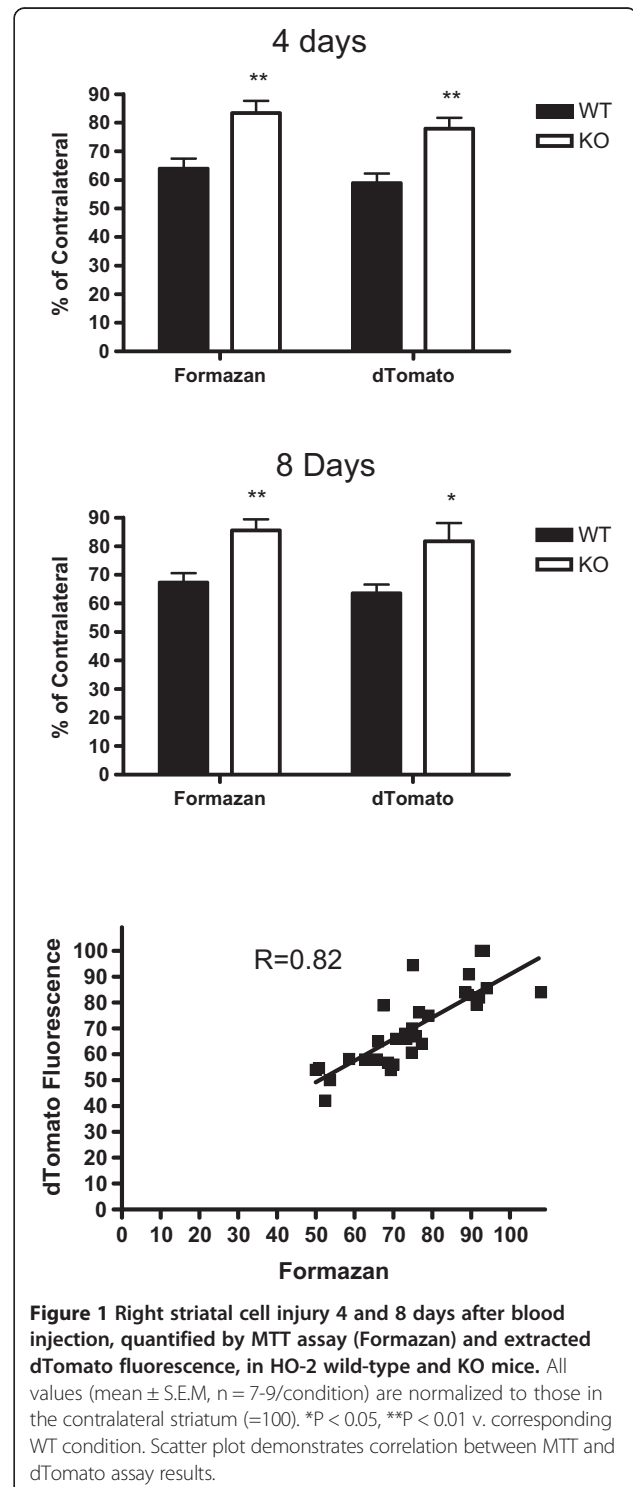 4 days
** **
90
80
70
60
50
40
30
20
10
0
% of Contralateral
WT
KO
Formazan dTomato
8 Days
** *
90
80
70
60
50
40
30
20
10
0
% of Contralateral
WT
KO
Formazan dTomato
R=0.82
100
90
80
70
60
50
40
30
20
10
0
dTomato Fluorescence
0 10 20 30 40 50 60 70 80 90 100
Formazan
Figure 1 Right striatal cell injury 4 and 8 days after blood
injection, quantified by MTT assay (Formazan) and extracted
dTomato fluorescence, in HO-2 wild-type and KO mice. All
values (mean ± S.E.M, n = 7-9/condition) are normalized to those in
the contralateral striatum (=100). *P < 0.05, **P < 0.01 v. corresponding
WT condition. Scatter plot demonstrates correlation between MTT and
dTomato assay results.